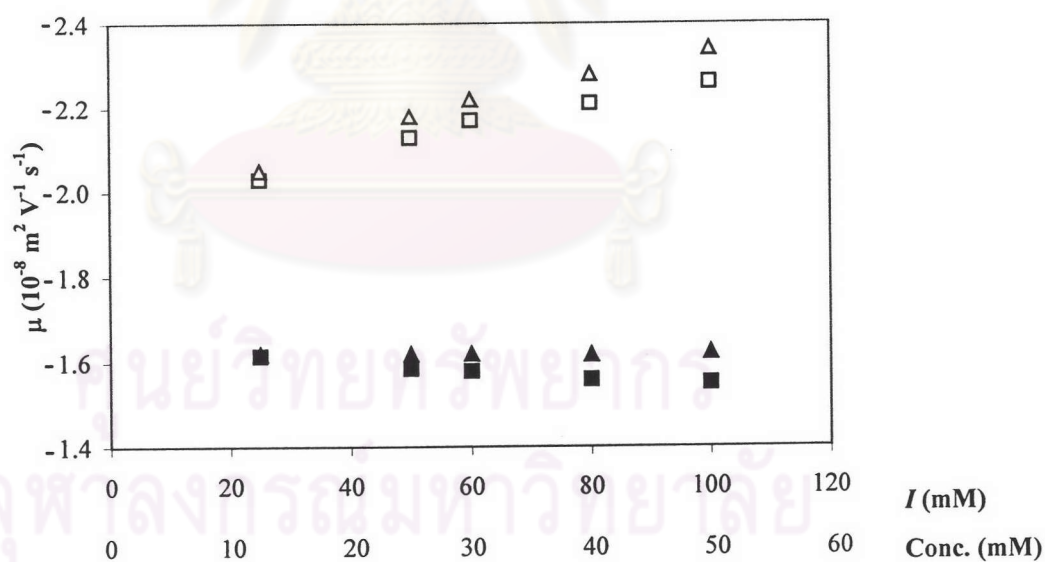 -2.4
-2.2
-2.0
-1.8
-1.6
-1.4
μ (10⁻⁸ m² V⁻¹ s⁻¹)
0 20 40 60 80 100 120 I (mM)
0 10 20 30 40 50 60 Conc. (mM)
ศูนย์วิทยทรัพยากร
จุฬาลงกรณ์มหาวิทยาลัย